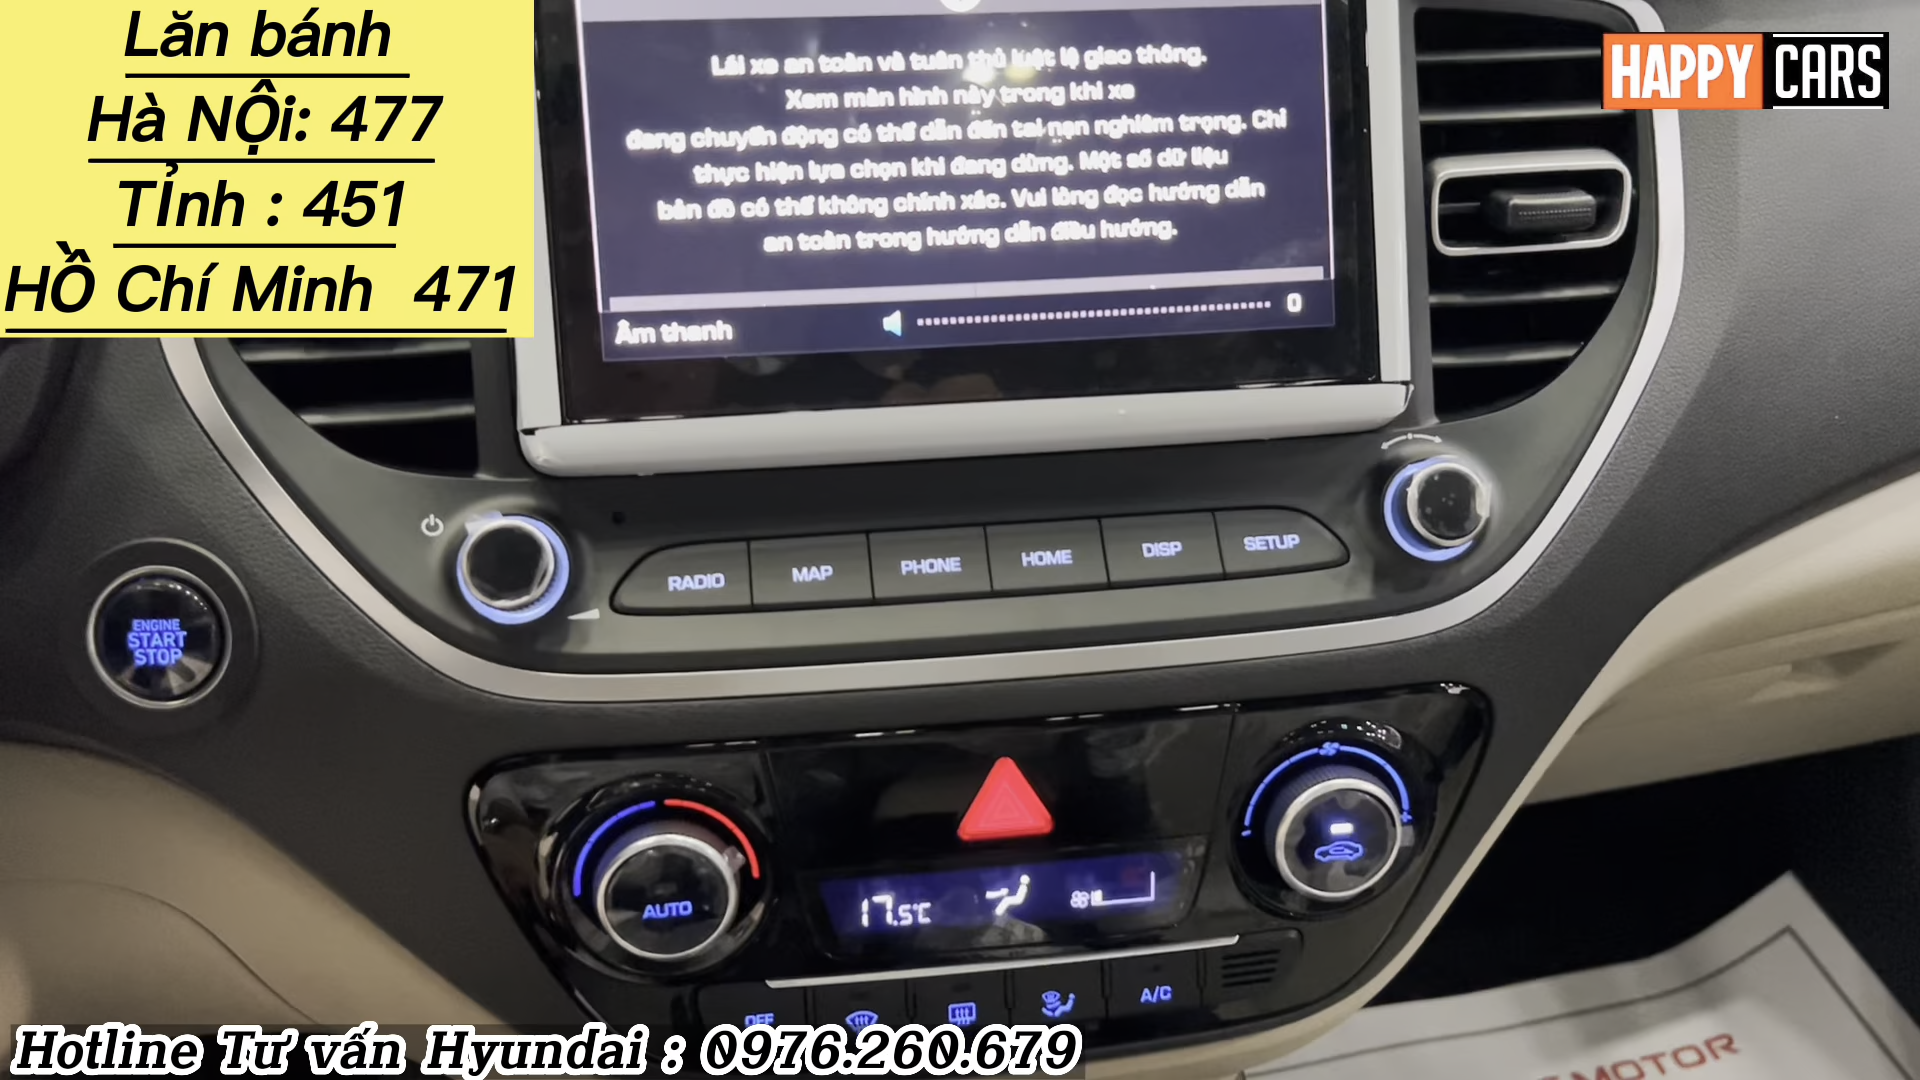 Lăn bánh
Hà NỘi: 477
TỈnh : 451
HỒ Chí Minh 471
HAPPY CARS
Lái xe an toàn và tuân thủ luật lệ giao thông.
Xem màn hình này trong khi xe
đang chuyển động có thể dẫn đến tai nạn nghiêm trọng. Chỉ
thực hiện lựa chọn khi đang dừng. Một số dữ liệu
bản đồ có thể không chính xác. Vui lòng đọc hướng dẫn
an toàn trong hướng dẫn điều hướng.
Âm thanh 0
RADIO MAP PHONE HOME DISP SETUP
ENGINE
START
STOP
AUTO
17.5°C
OFF A/C
MOTOR
Hotline Tư vấn Hyundai : 0976.260.679